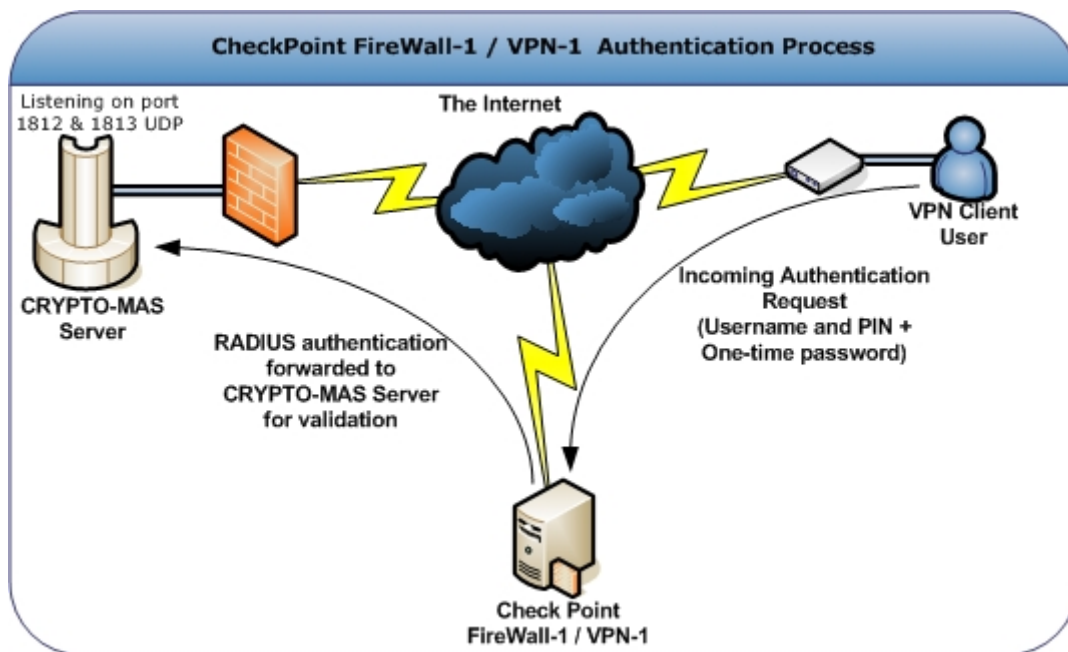 CheckPoint FireWall-1 / VPN-1 Authentication Process
Listening on port
1812 & 1813 UDP
The Internet
VPN Client
User
CRYPTO-MAS
Server
Incoming Authentication
Request
(Username and PIN +
One-time password)
RADIUS authentication
forwarded to
CRYPTO-MAS Server
for validation
Check Point
FireWall-1 / VPN-1